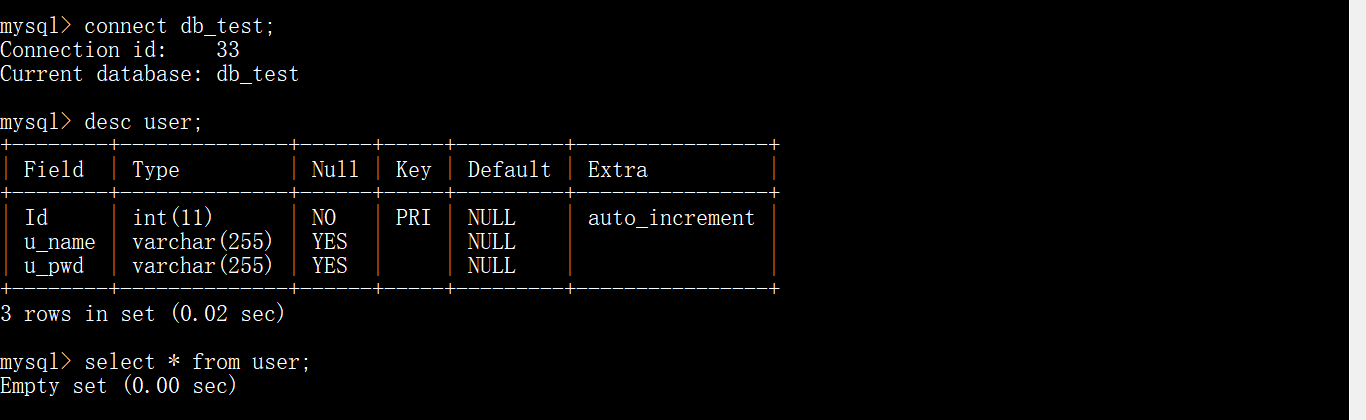 mysql> connect db_test;
Connection id:    33
Current database: db_test
mysql> desc user;
+--------+--------------+------+-----+---------+----------------+
| Field  | Type         | Null | Key | Default | Extra          |
+--------+--------------+------+-----+---------+----------------+
| Id     | int(11)      | NO   | PRI | NULL    | auto_increment |
| u_name | varchar(255) | YES  |     | NULL    |                |
| u_pwd  | varchar(255) | YES  |     | NULL    |                |
+--------+--------------+------+-----+---------+----------------+
3 rows in set (0.02 sec)
mysql> select * from user;
Empty set (0.00 sec)